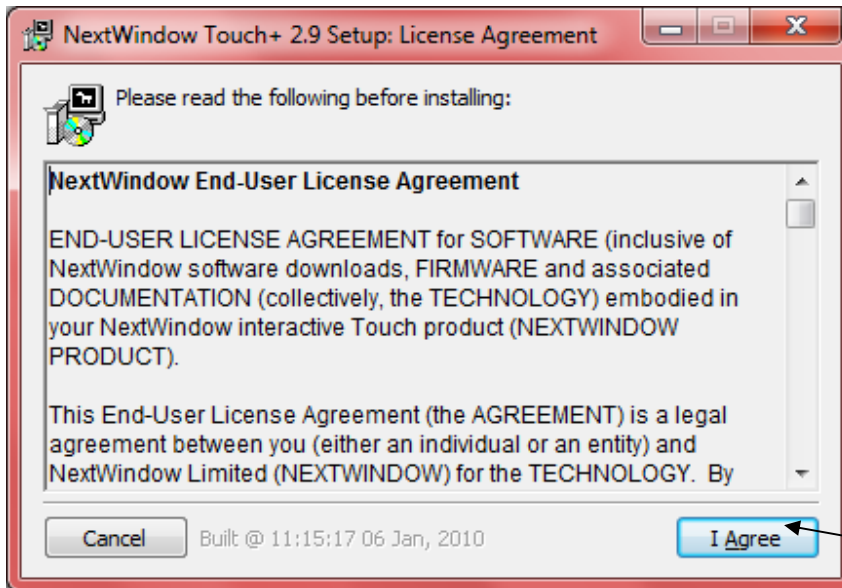 NextWindow Touch+ 2.9 Setup: License Agreement
Please read the following before installing:
NextWindow End-User License Agreement
END-USER LICENSE AGREEMENT for SOFTWARE (inclusive of
NextWindow software downloads, FIRMWARE and associated
DOCUMENTATION (collectively, the TECHNOLOGY) embodied in
your NextWindow interactive Touch product (NEXTWINDOW
PRODUCT).
This End-User License Agreement (the AGREEMENT) is a legal
agreement between you (either an individual or an entity) and
NextWindow Limited (NEXTWINDOW) for the TECHNOLOGY.  By
Cancel
Built @ 11:15:17 06 Jan, 2010
I Agree